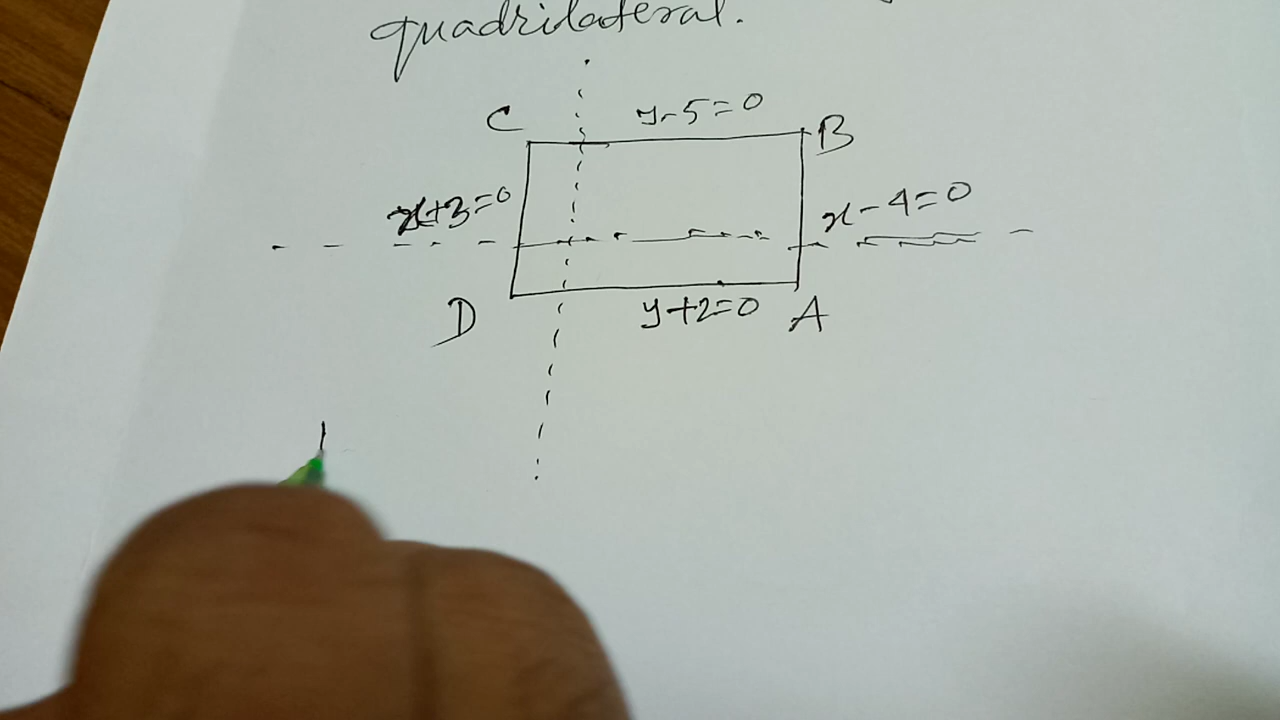 quadrilateral.
C y-5=0 B
x+3=0 x-4=0
D y+2=0 A